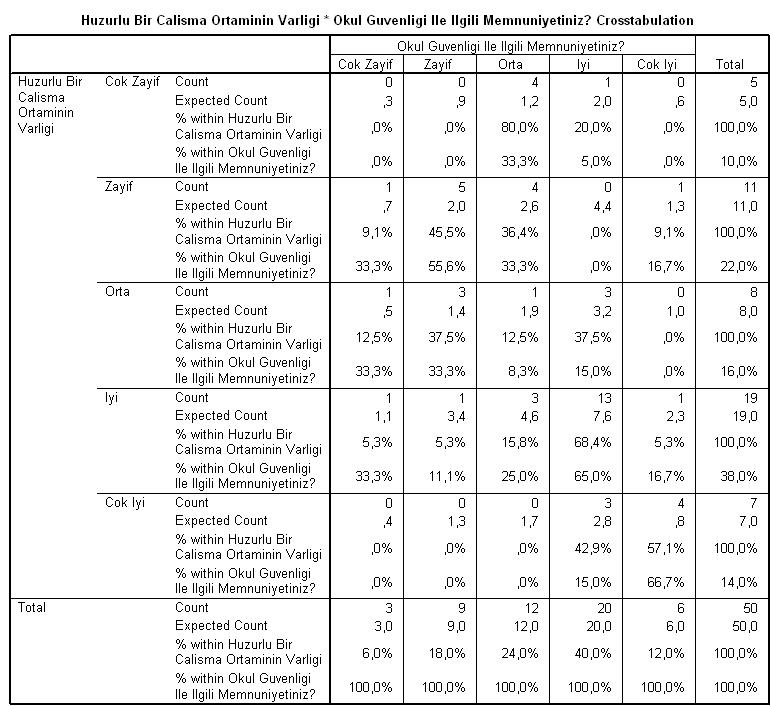 Huzurlu Bir Calisma Ortaminin Varligi * Okul Guvenligi Ile Ilgili Memnuniyetiniz? Crosstabulation
Okul Guvenligi Ile Ilgili Memnuniyetiniz?
Cok Zayif Zayif Orta Iyi Cok Iyi Total
Huzurlu Bir Calisma Ortaminin Varligi Cok Zayif Count 0 0 4 1 0 5
Expected Count ,3 ,9 1,2 2,0 ,6 5,0
% within Huzurlu Bir Calisma Ortaminin Varligi ,0% ,0% 80,0% 20,0% ,0% 100,0%
% within Okul Guvenligi Ile Ilgili Memnuniyetiniz? ,0% ,0% 33,3% 5,0% ,0% 10,0%
Zayif Count 1 5 4 0 1 11
Expected Count ,7 2,0 2,6 4,4 1,3 11,0
% within Huzurlu Bir Calisma Ortaminin Varligi 9,1% 45,5% 36,4% ,0% 9,1% 100,0%
% within Okul Guvenligi Ile Ilgili Memnuniyetiniz? 33,3% 55,6% 33,3% ,0% 16,7% 22,0%
Orta Count 1 3 1 3 0 8
Expected Count ,5 1,4 1,9 3,2 1,0 8,0
% within Huzurlu Bir Calisma Ortaminin Varligi 12,5% 37,5% 12,5% 37,5% ,0% 100,0%
% within Okul Guvenligi Ile Ilgili Memnuniyetiniz? 33,3% 33,3% 8,3% 15,0% ,0% 16,0%
Iyi Count 1 1 3 13 1 19
Expected Count 1,1 3,4 4,6 7,6 2,3 19,0
% within Huzurlu Bir Calisma Ortaminin Varligi 5,3% 5,3% 15,8% 68,4% 5,3% 100,0%
% within Okul Guvenligi Ile Ilgili Memnuniyetiniz? 33,3% 11,1% 25,0% 65,0% 16,7% 38,0%
Cok Iyi Count 0 0 0 3 4 7
Expected Count ,4 1,3 1,7 2,8 ,8 7,0
% within Huzurlu Bir Calisma Ortaminin Varligi ,0% ,0% ,0% 42,9% 57,1% 100,0%
% within Okul Guvenligi Ile Ilgili Memnuniyetiniz? ,0% ,0% ,0% 15,0% 66,7% 14,0%
Total Count 3 9 12 20 6 50
Expected Count 3,0 9,0 12,0 20,0 6,0 50,0
% within Huzurlu Bir Calisma Ortaminin Varligi 6,0% 18,0% 24,0% 40,0% 12,0% 100,0%
% within Okul Guvenligi Ile Ilgili Memnuniyetiniz? 100,0% 100,0% 100,0% 100,0% 100,0% 100,0%